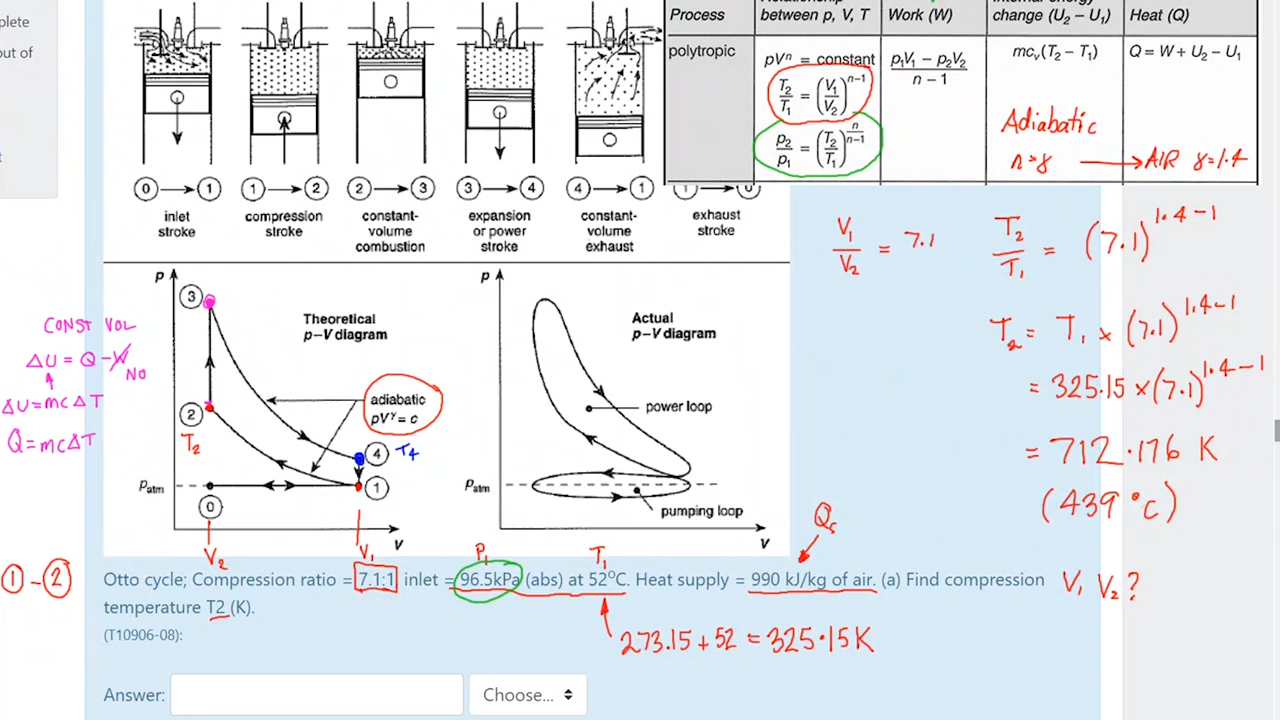 plete
out of
t
Process
Relationship
between p, V, T
Work (W)
Internal energy
change (U2 – U1)
Heat (Q)
polytropic
pVⁿ = constant
T2/T1 = (V1/V2)ⁿ⁻¹
p2/p1 = (T2/T1)^(n/(n-1))
(p1V1 – p2V2)/(n – 1)
mcv(T2 – T1)
Q = W + U2 – U1
Adiabatic
n = γ → AIR γ = 1.4
0 → 1
1 → 2
2 → 3
3 → 4
4 → 1
1 → 0
inlet
stroke
compression
stroke
constant-
volume
combustion
expansion
or power
stroke
constant-
volume
exhaust
exhaust
stroke
V1/V2 = 7.1
T2/T1 = (7.1)^1.4-1
T2 = T1 × (7.1)^1.4-1
= 325.15 × (7.1)^1.4-1
= 712.176 K
(439 °C)
p
3
Theoretical
p–V diagram
adiabatic
pVᵞ = c
2
T2
4
T4
patm
0
1
V
V2
V1
CONST VOL
ΔU = Q - W
NO
ΔU = mcΔT
Q = mcΔT
p
Actual
p–V diagram
power loop
patm
pumping loop
V
P1
T1
Qs
1 - 2
Otto cycle; Compression ratio = 7.1:1 inlet = 96.5kPa (abs) at 52ºC. Heat supply = 990 kJ/kg of air. (a) Find compression
temperature T2 (K).
V1 V2?
(T10906-08):
273.15 + 52 = 325.15 K
Answer:
Choose...